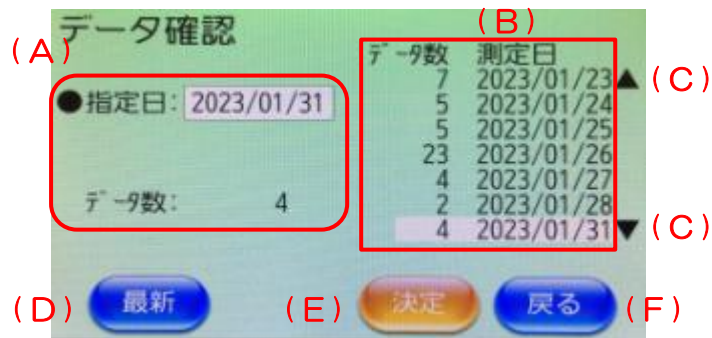 データ確認
(A)
●指定日: 2023/01/31
データ数: 4
(B)
データ数 測定日
7 2023/01/23 ▲ (C)
5 2023/01/24
5 2023/01/25
23 2023/01/26
4 2023/01/27
2 2023/01/28
4 2023/01/31 ▼ (C)
(D) 最新
(E) 決定
戻る (F)